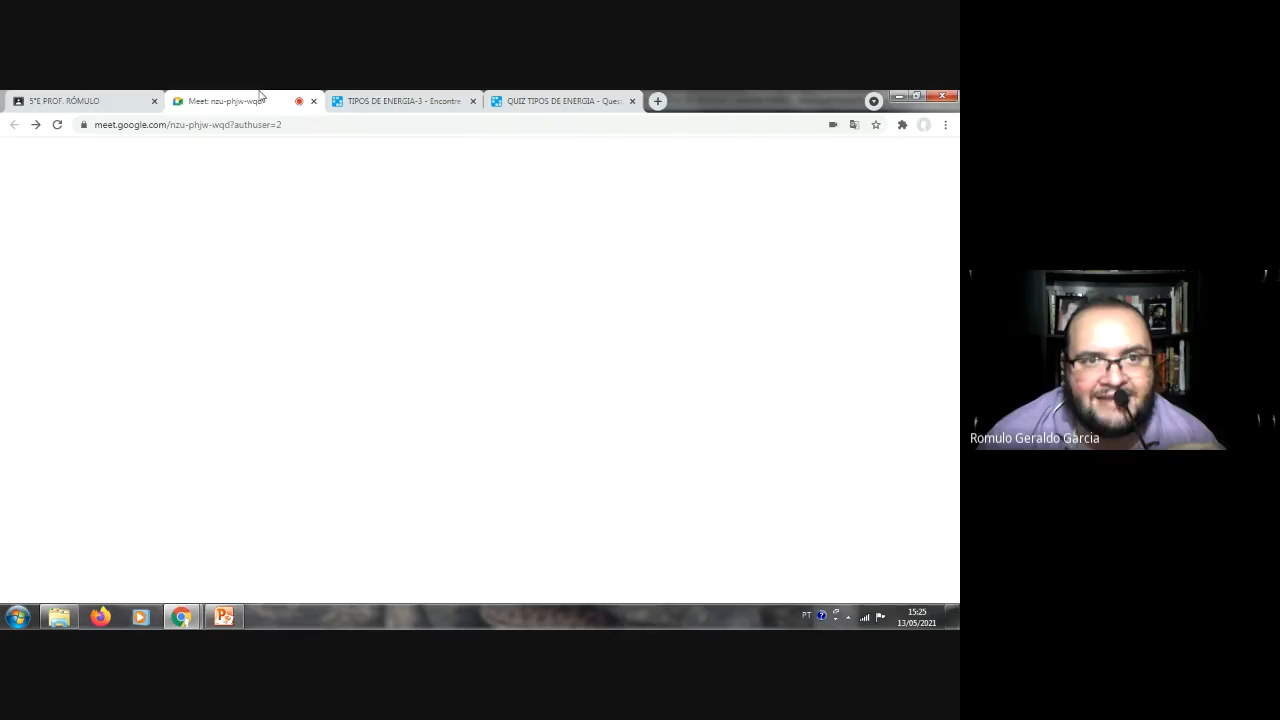 5°E PROF. RÓMULO
Meet: nzu-phjw-wqd
TIPOS DE ENERGIA-3 - Encontre
QUIZ TIPOS DE ENERGIA - Ques
meet.google.com/nzu-phjw-wqd?authuser=2
Romulo Geraldo Garcia
PT
15:25
13/05/2021